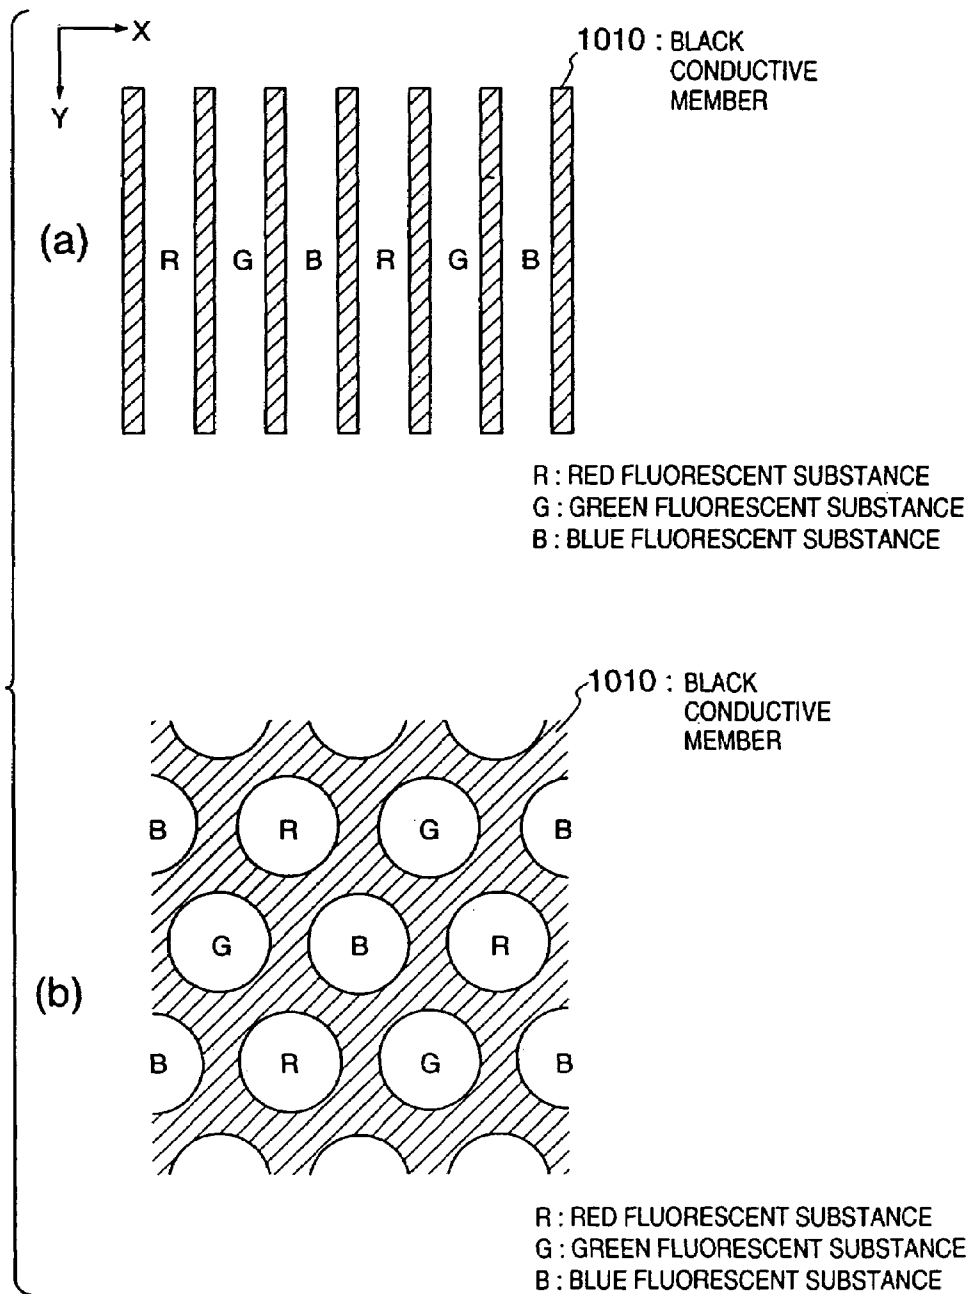 X
1010 : BLACK
CONDUCTIVE
MEMBER
Y
(a)
R G B R G B
R : RED FLUORESCENT SUBSTANCE
G : GREEN FLUORESCENT SUBSTANCE
B : BLUE FLUORESCENT SUBSTANCE
1010 : BLACK
CONDUCTIVE
MEMBER
B R G B
G B R
(b)
B R G B
R : RED FLUORESCENT SUBSTANCE
G : GREEN FLUORESCENT SUBSTANCE
B : BLUE FLUORESCENT SUBSTANCE